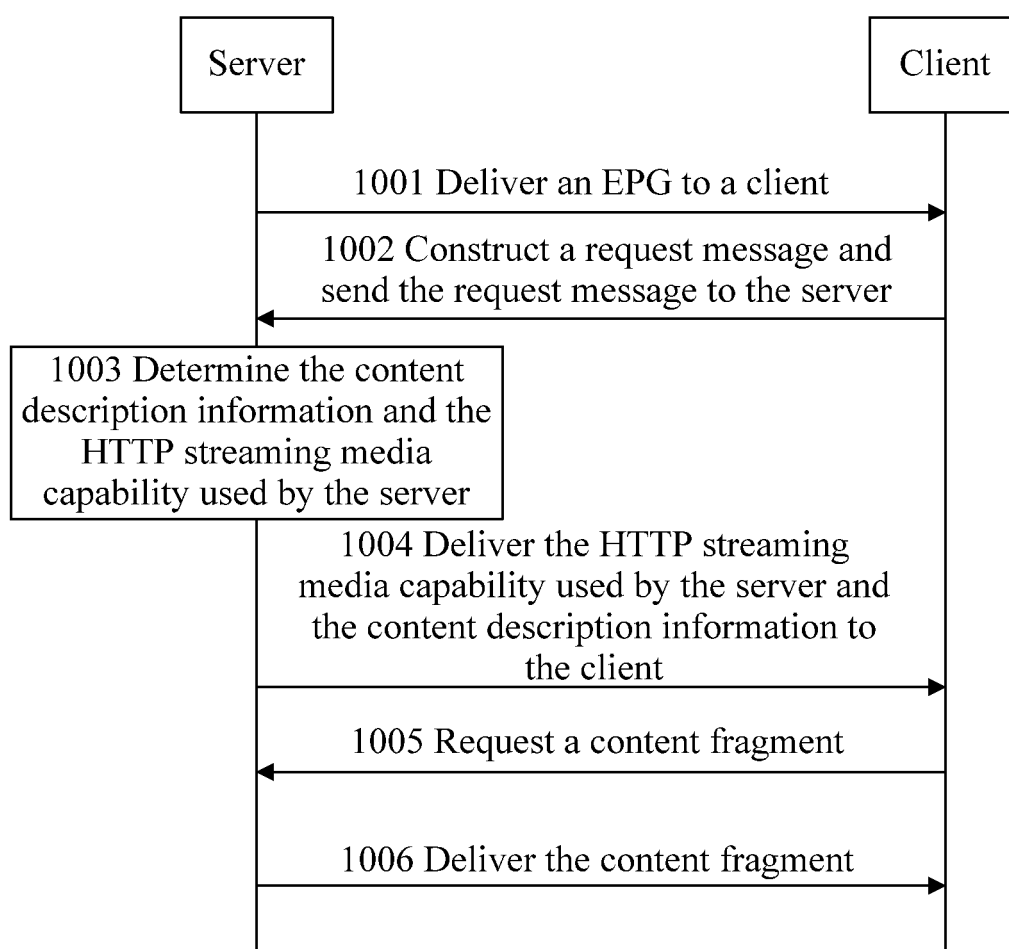 Server
Client
1001 Deliver an EPG to a client
1002 Construct a request message and
send the request message to the server
1003 Determine the content
description information and the
HTTP streaming media
capability used by the server
1004 Deliver the HTTP streaming
media capability used by the server and
the content description information to
the client
1005 Request a content fragment
1006 Deliver the content fragment